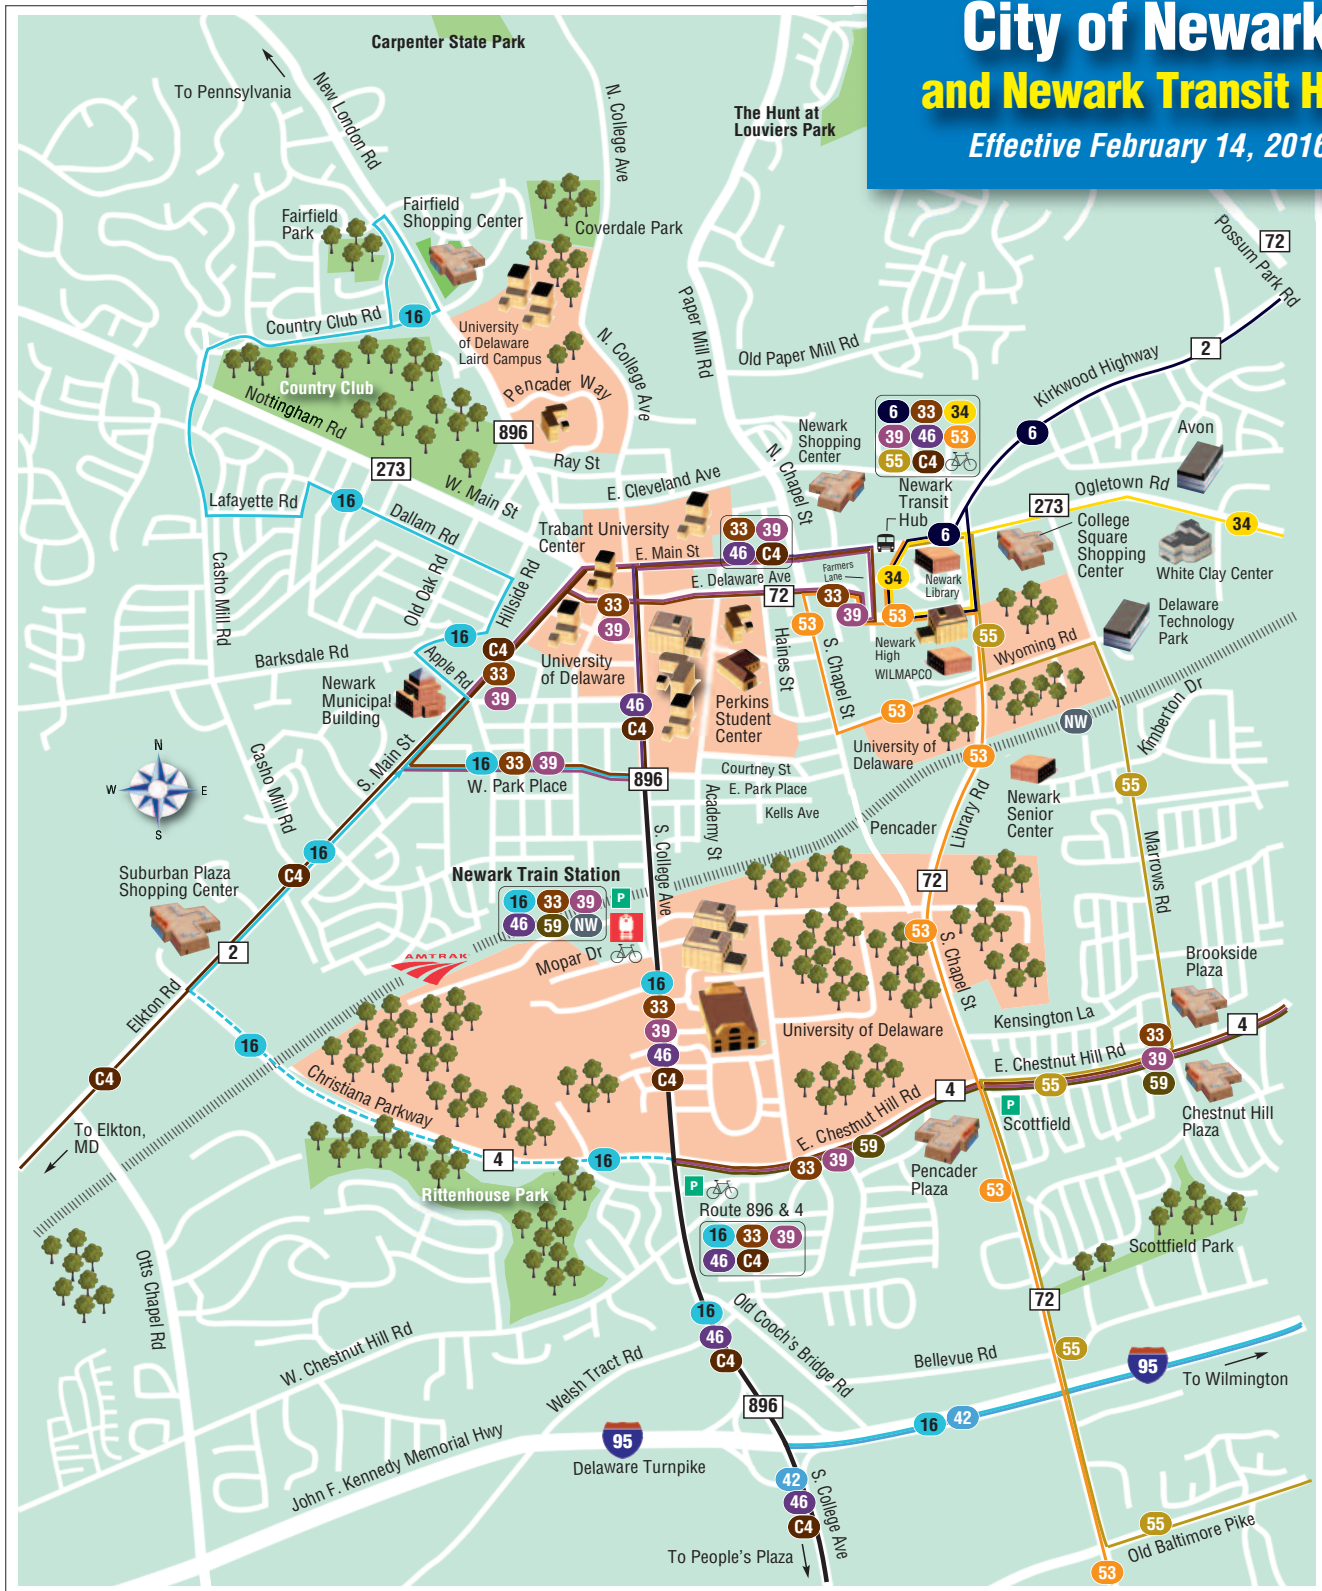 City of Newark
and Newark Transit H
Effective February 14, 2016
Carpenter State Park
To Pennsylvania
New London Rd
N. College Ave
The Hunt at
Louviers Park
Fairfield
Park
Fairfield
Shopping Center
Coverdale Park
Possum Park Rd
72
Country Club Rd
16
University
of Delaware
Laird Campus
Paper Mill Rd
N. College Ave
Old Paper Mill Rd
Kirkwood Highway
2
Country Club
Nottingham Rd
Pencader Way
896
Ray St
273
W. Main St
6 33 34
39 46 53
55 C4
Newark
Shopping
Center
6
Avon
N. Chapel St
E. Cleveland Ave
Newark
Transit
Hub
Ogletown Rd
273
34
Lafayette Rd
16
Dallam Rd
Trabant University
Center
E. Main St
33 39
46 C4
6
College
Square
Shopping
Center
White Clay Center
Casho Mill Rd
Old Oak Rd
Hillside Rd
E. Delaware Ave
72
Farmers
Lane
34
Newark
Library
33
39
53
33
39
53
Delaware
Technology
Park
16
C4
33
39
Barksdale Rd
Apple Rd
University
of Delaware
Haines St
S. Chapel St
Newark
High
WILMAPCO
55
Wyoming Rd
Newark
Municipal
Building
46
C4
Perkins
Student
Center
53
University of
Delaware
NW
Kimberton Dr
53
N
W
E
S
Casho Mill Rd
S. Main St
16 33 39
W. Park Place
896
Courtney St
E. Park Place
Kells Ave
Academy St
Pencader
Library Rd
Newark
Senior
Center
55
Marrows Rd
16
C4
Suburban Plaza
Shopping Center
S. College Ave
Newark Train Station
16 33 39 P
46 59 NW
72
2
AMTRAK
Mopar Dr
53
S. Chapel St
Brookside
Plaza
Elkton Rd
16
33
39
46
C4
University of Delaware
Kensington La
4
16
33
39
59
E. Chestnut Hill Rd
C4
Christiana Parkway
55
4
P
Scottfield
Chestnut Hill
Plaza
To Elkton,
MD
E. Chestnut Hill Rd
4
16
33
39
59
Pencader
Plaza
Rittenhouse Park
P
Route 896 & 4
16 33 39
46 C4
53
Scottfield Park
Otts Chapel Rd
72
16
46
C4
Old Cooch's Bridge Rd
W. Chestnut Hill Rd
Welsh Tract Rd
Bellevue Rd
55
95
To Wilmington
896
16 42
John F. Kennedy Memorial Hwy
95
Delaware Turnpike
42
46
C4
S. College Ave
To People's Plaza
55
Old Baltimore Pike
53